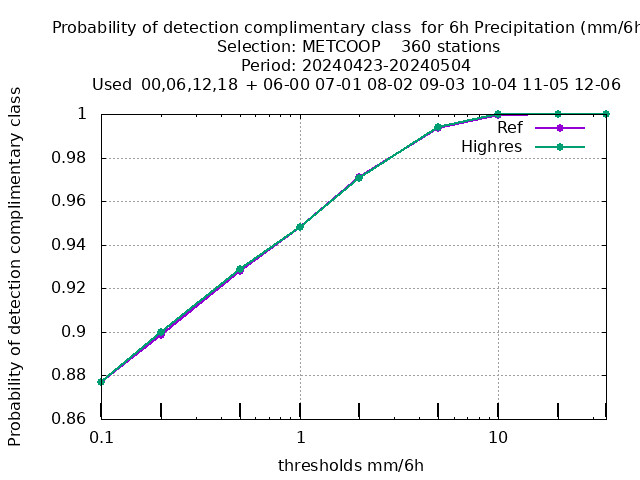 Probability of detection complimentary class  for 6h Precipitation (mm/6h
Selection: METCOOP    360 stations
Period: 20240423-20240504
Used  00,06,12,18  + 06-00 07-01 08-02 09-03 10-04 11-05 12-06
Probability of detection complimentary class
1
0.98
0.96
0.94
0.92
0.9
0.88
0.86
Ref
Highres
0.1
1
10
thresholds mm/6h